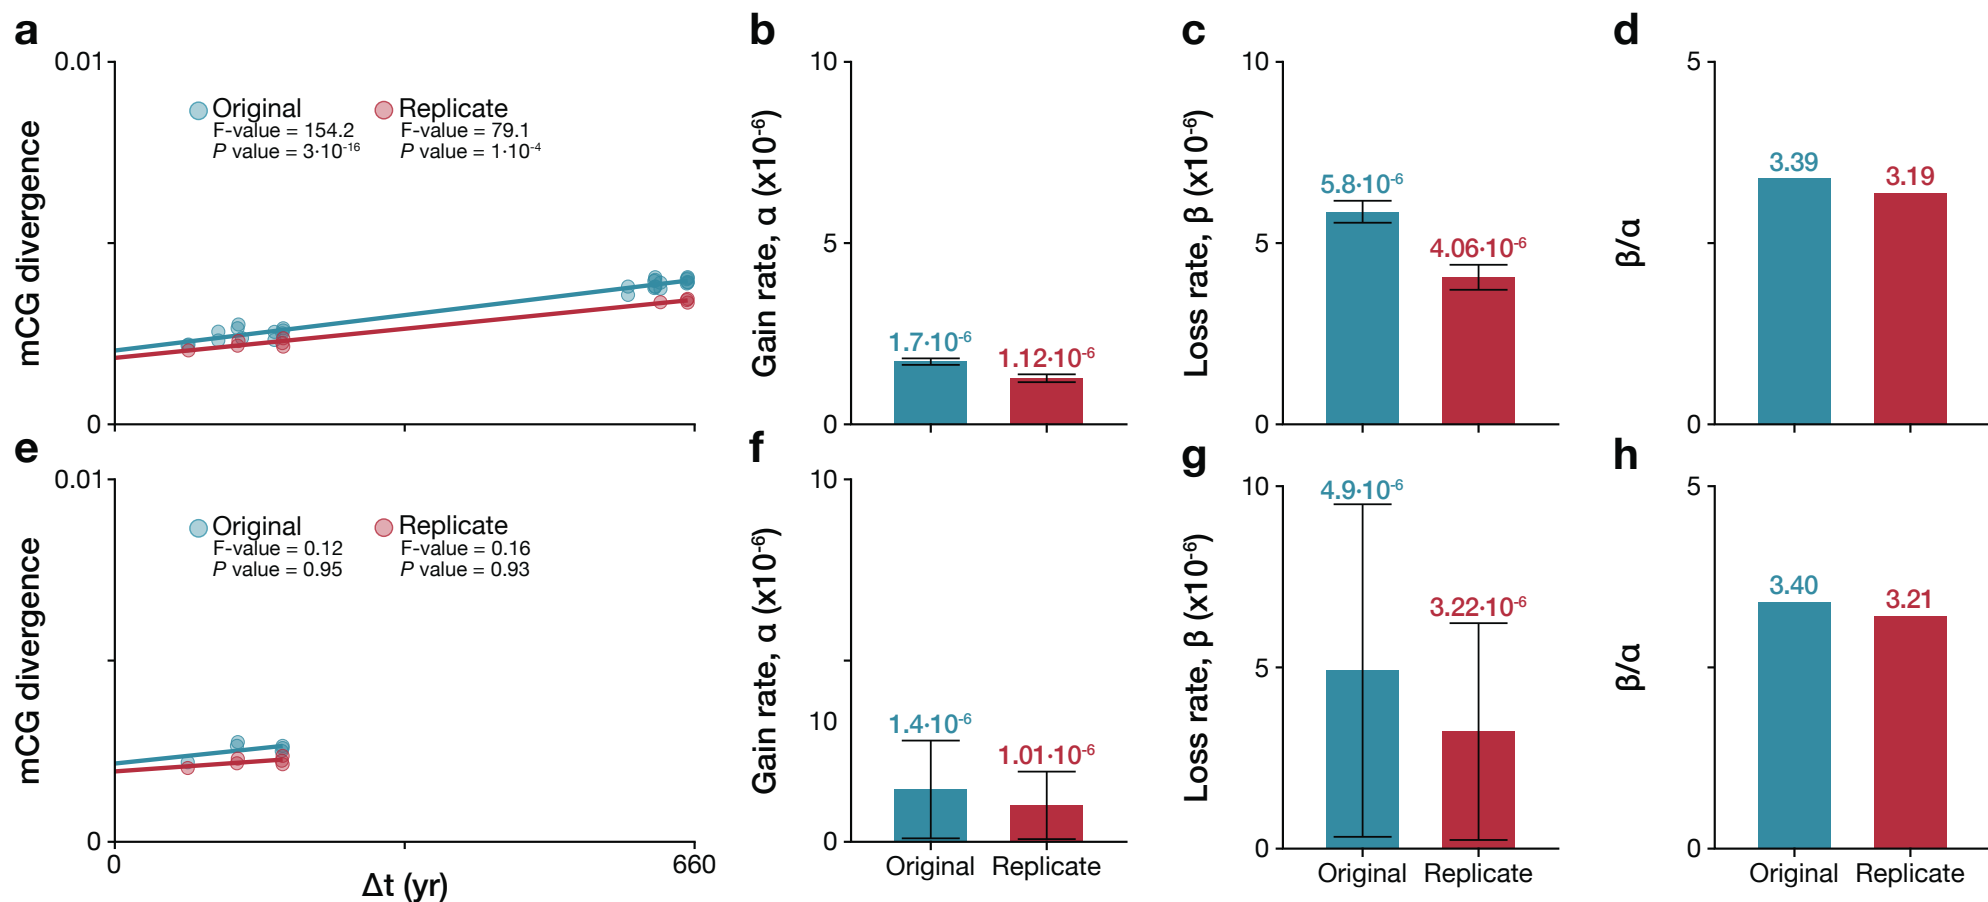 a
0.01
0
mCG divergence
Original
F-value = 154.2
P value = 3·10⁻¹⁶
Replicate
F-value = 79.1
P value = 1·10⁻⁴
b
10
5
0
Gain rate, α (x10⁻⁶)
1.7·10⁻⁶
1.12·10⁻⁶
c
10
5
0
Loss rate, β (x10⁻⁶)
5.8·10⁻⁶
4.06·10⁻⁶
d
5
0
β/α
3.39
3.19
e
0.01
0
mCG divergence
Original
F-value = 0.12
P value = 0.95
Replicate
F-value = 0.16
P value = 0.93
0
660
Δt (yr)
f
10
10
0
Gain rate, α (x10⁻⁶)
1.4·10⁻⁶
1.01·10⁻⁶
Original
Replicate
g
10
5
0
Loss rate, β (x10⁻⁶)
4.9·10⁻⁶
3.22·10⁻⁶
Original
Replicate
h
5
0
β/α
3.40
3.21
Original
Replicate